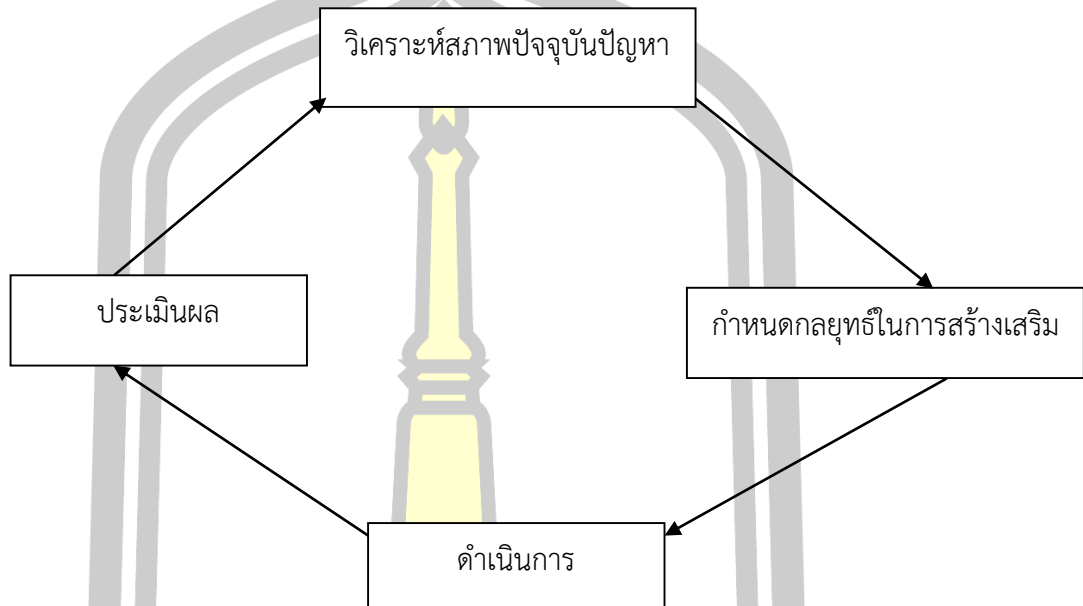 วิเคราะห์สภาพปัจจุบันปัญหา
ประเมินผล
กำหนดกลยุทธ์ในการสร้างเสริม
ดำเนินการ